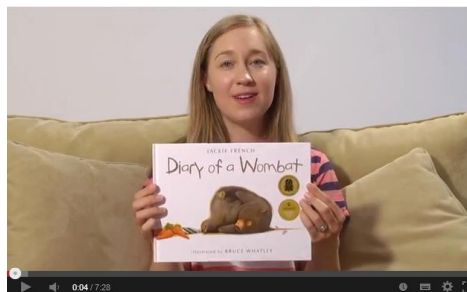 JACKIE FRENCH
Diary of a Wombat
illustrated by BRUCE WHATLEY
0:04 / 7:28